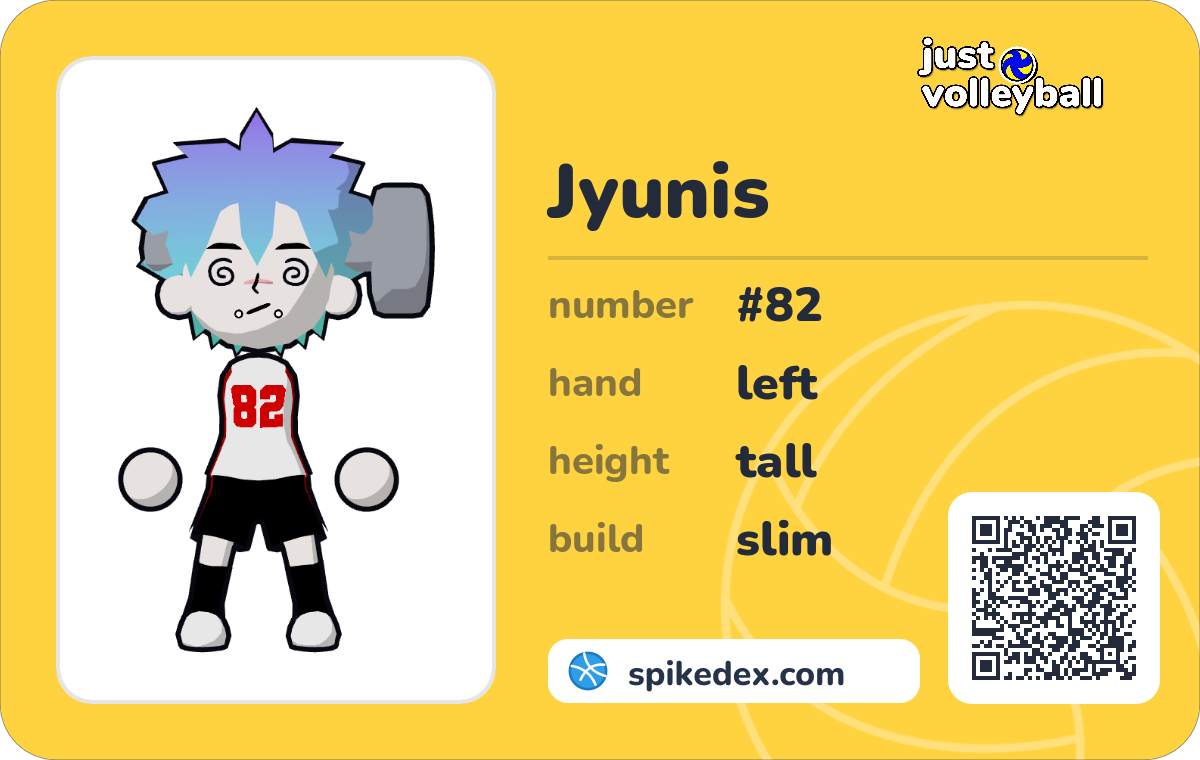 just
volleyball
Jyunis
number #82
hand left
height tall
build slim
82
spikedex.com